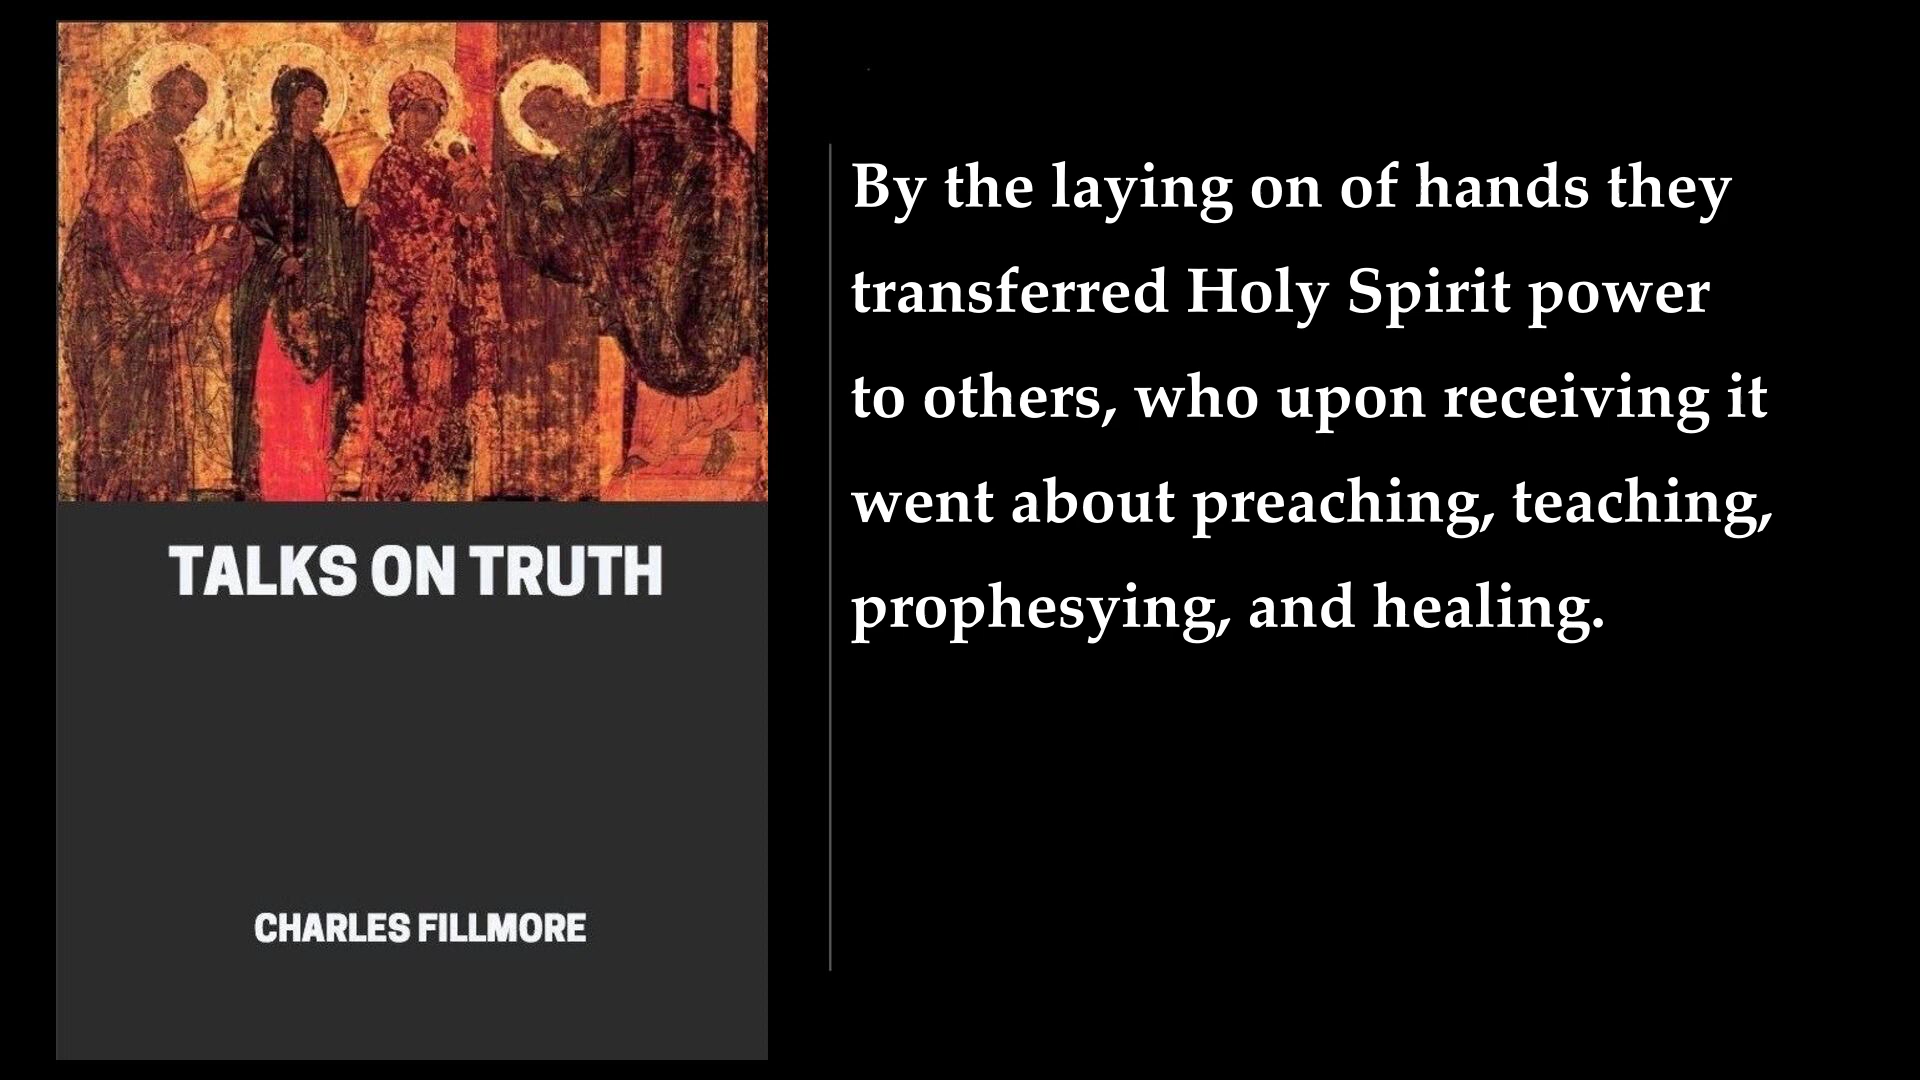 TALKS ON TRUTH
CHARLES FILLMORE
By the laying on of hands they
transferred Holy Spirit power
to others, who upon receiving it
went about preaching, teaching,
prophesying, and healing.